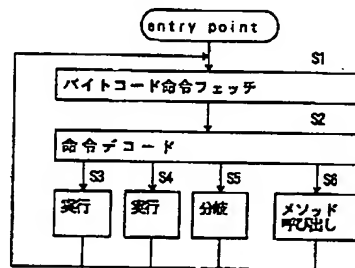 entry point
S1
バイトコード命令フェッチ
S2
命令デコード
S3 S4 S5 S6
実行 実行 分岐 メソッド
呼び出し